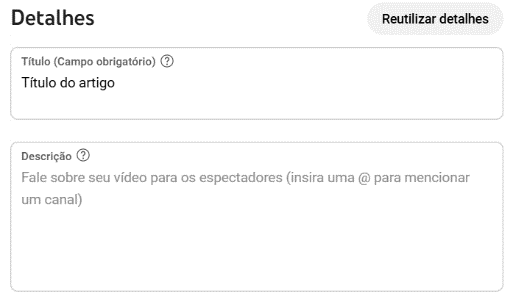 Detalhes
Reutilizar detalhes
Título (Campo obrigatório) ?
Título do artigo
Descrição ?
Fale sobre seu vídeo para os espectadores (insira uma @ para mencionar
um canal)